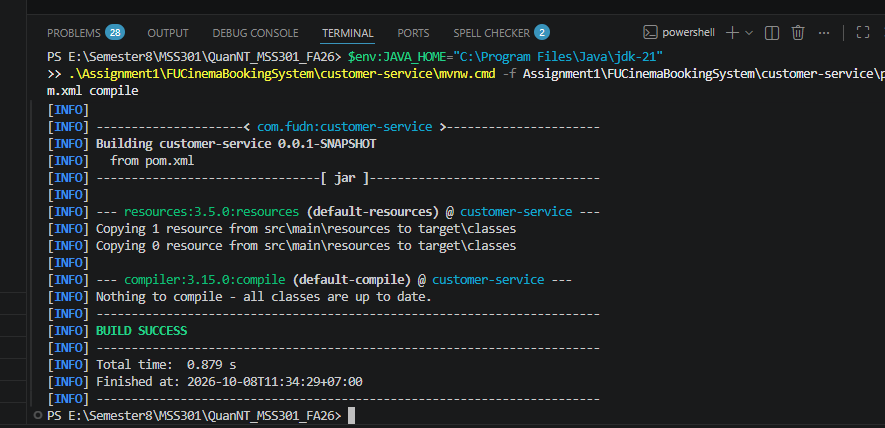 PROBLEMS 28 OUTPUT DEBUG CONSOLE TERMINAL PORTS SPELL CHECKER 2 powershell
PS E:\Semester8\MSS301\QuanNT_MSS301_FA26> $env:JAVA_HOME="C:\Program Files\Java\jdk-21"
>> .\Assignment1\FUCinemaBookingSystem\customer-service\mvnw.cmd -f Assignment1\FUCinemaBookingSystem\customer-service\p
m.xml compile
[INFO]
[INFO] ---------------------< com.fudn:customer-service >----------------------
[INFO] Building customer-service 0.0.1-SNAPSHOT
[INFO]   from pom.xml
[INFO] --------------------------------[ jar ]---------------------------------
[INFO]
[INFO] --- resources:3.5.0:resources (default-resources) @ customer-service ---
[INFO] Copying 1 resource from src\main\resources to target\classes
[INFO] Copying 0 resource from src\main\resources to target\classes
[INFO]
[INFO] --- compiler:3.15.0:compile (default-compile) @ customer-service ---
[INFO] Nothing to compile - all classes are up to date.
[INFO] ------------------------------------------------------------------------
[INFO] BUILD SUCCESS
[INFO] ------------------------------------------------------------------------
[INFO] Total time:  0.879 s
[INFO] Finished at: 2026-10-08T11:34:29+07:00
[INFO] ------------------------------------------------------------------------
PS E:\Semester8\MSS301\QuanNT_MSS301_FA26>